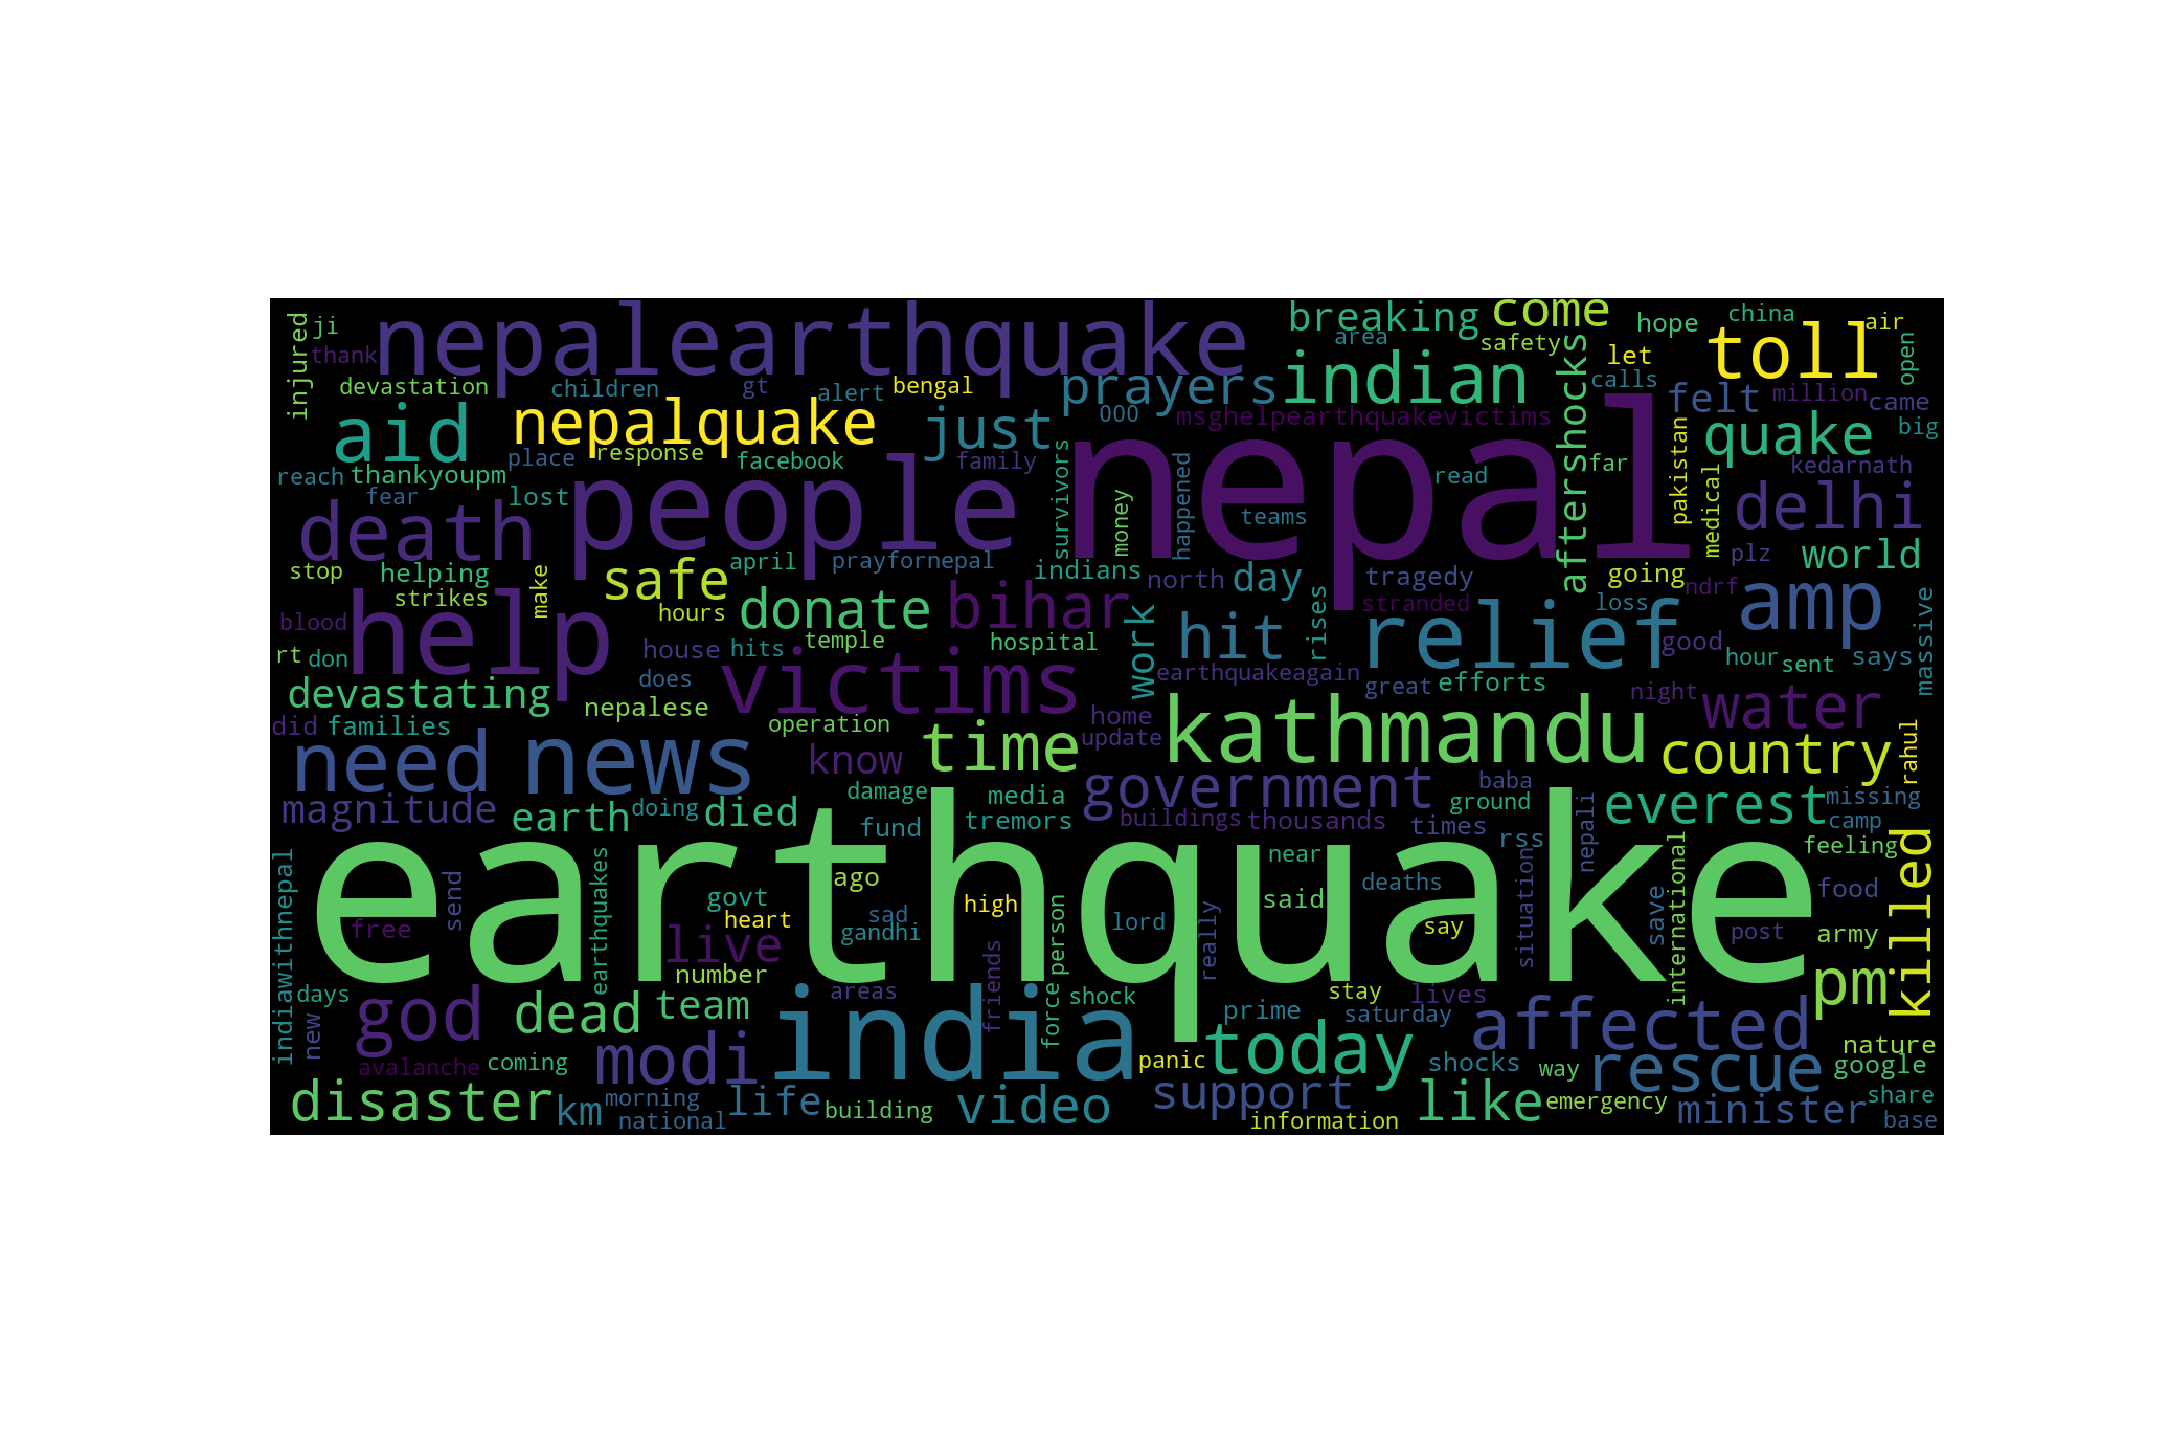 injured
ji
thank
nepalearthquake
breaking
area
come
safety
hope
china
air
toll
open
let
calls
devastation
children
gt
alert
bengal
prayers
indian
aftershocks
felt
million
came
000
msghelpearthquakevictims
big
aid
nepalquake
just
nepal
quake
place
response
facebook
family
survivors
read
far
pakistan
kedarnath
reach
thankyoupm
fear
lost
people
money
happened
teams
medical
delhi
death
stop
helping
strikes
make
safe
april
prayfornepal
indians
north
day
tragedy
going
plz
world
ndrf
amp
blood
help
hours
donate
bihar
stranded
loss
massive
rt
don
house
hits
temple
hospital
work
hit
rises
relief
good
hour
sent
says
does
victims
earthquakeagain
great
efforts
night
water
devastating
nepalese
operation
home
update
kathmandu
did
families
need
news
know
time
country
rahul
magnitude
damage
media
government
baba
ground
everest
missing
camp
earth
doing
died
fund
tremors
buildings
thousands
times
rss
nepali
feeling
killed
earthquake
indiawithnepal
send
earthquakes
ago
near
deaths
food
govt
heart
sad
gandhi
high
person
lord
said
say
situation
save
international
post
army
free
live
number
really
friends
days
new
god
dead
team
areas
india
force
shock
prime
stay
saturday
lives
affected
pm
avalanche
coming
modi
panic
today
shocks
way
rescue
nature
google
disaster
km
morning
national
life
building
video
support
information
like
emergency
minister
share
base